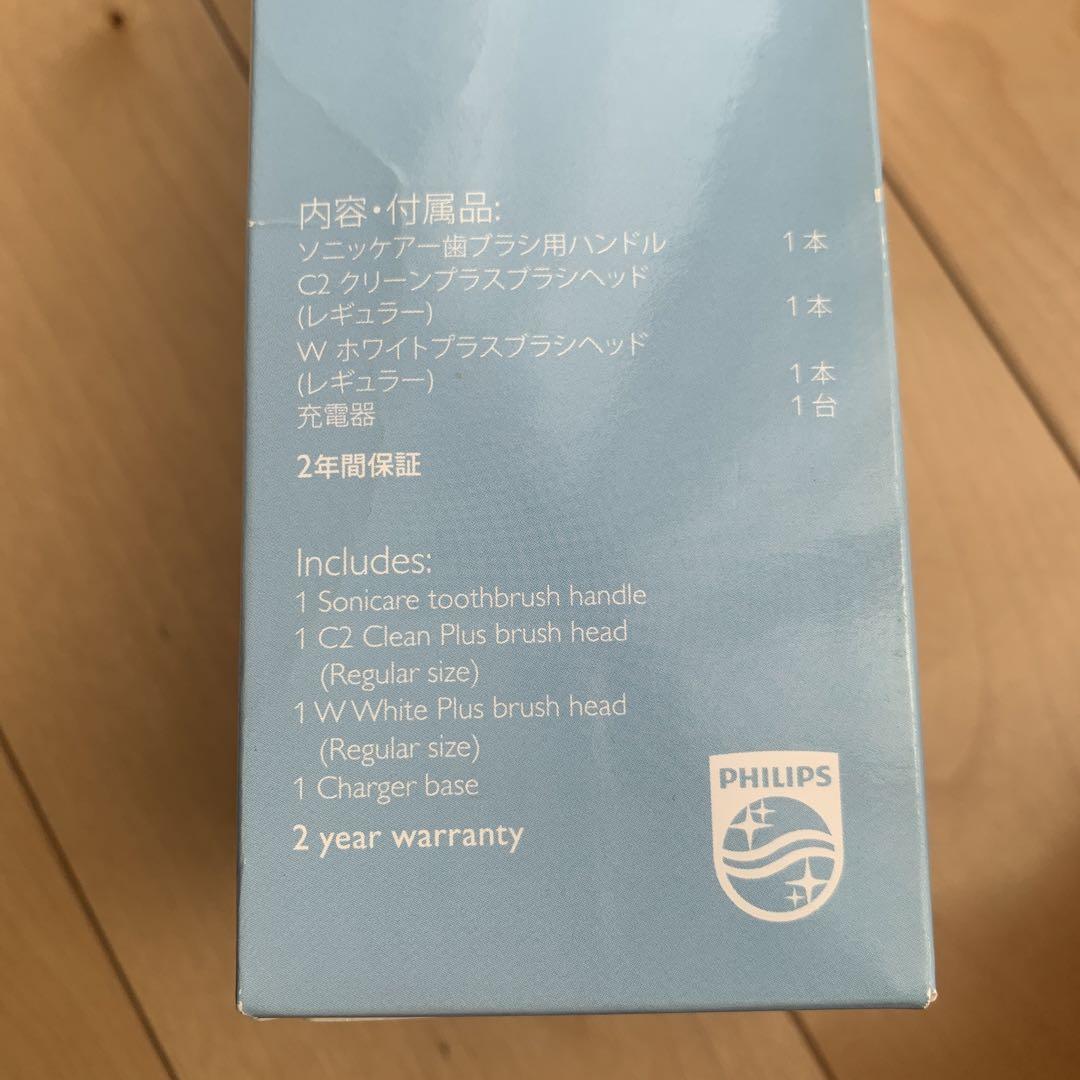 内容・付属品:
ソニッケアー歯ブラシ用ハンドル 1本
C2 クリーンプラスブラシヘッド
(レギュラー) 1本
W ホワイトプラスブラシヘッド
(レギュラー) 1本
充電器 1台
2年間保証
Includes:
1 Sonicare toothbrush handle
1 C2 Clean Plus brush head
(Regular size)
1 W White Plus brush head
(Regular size)
1 Charger base
2 year warranty
PHILIPS